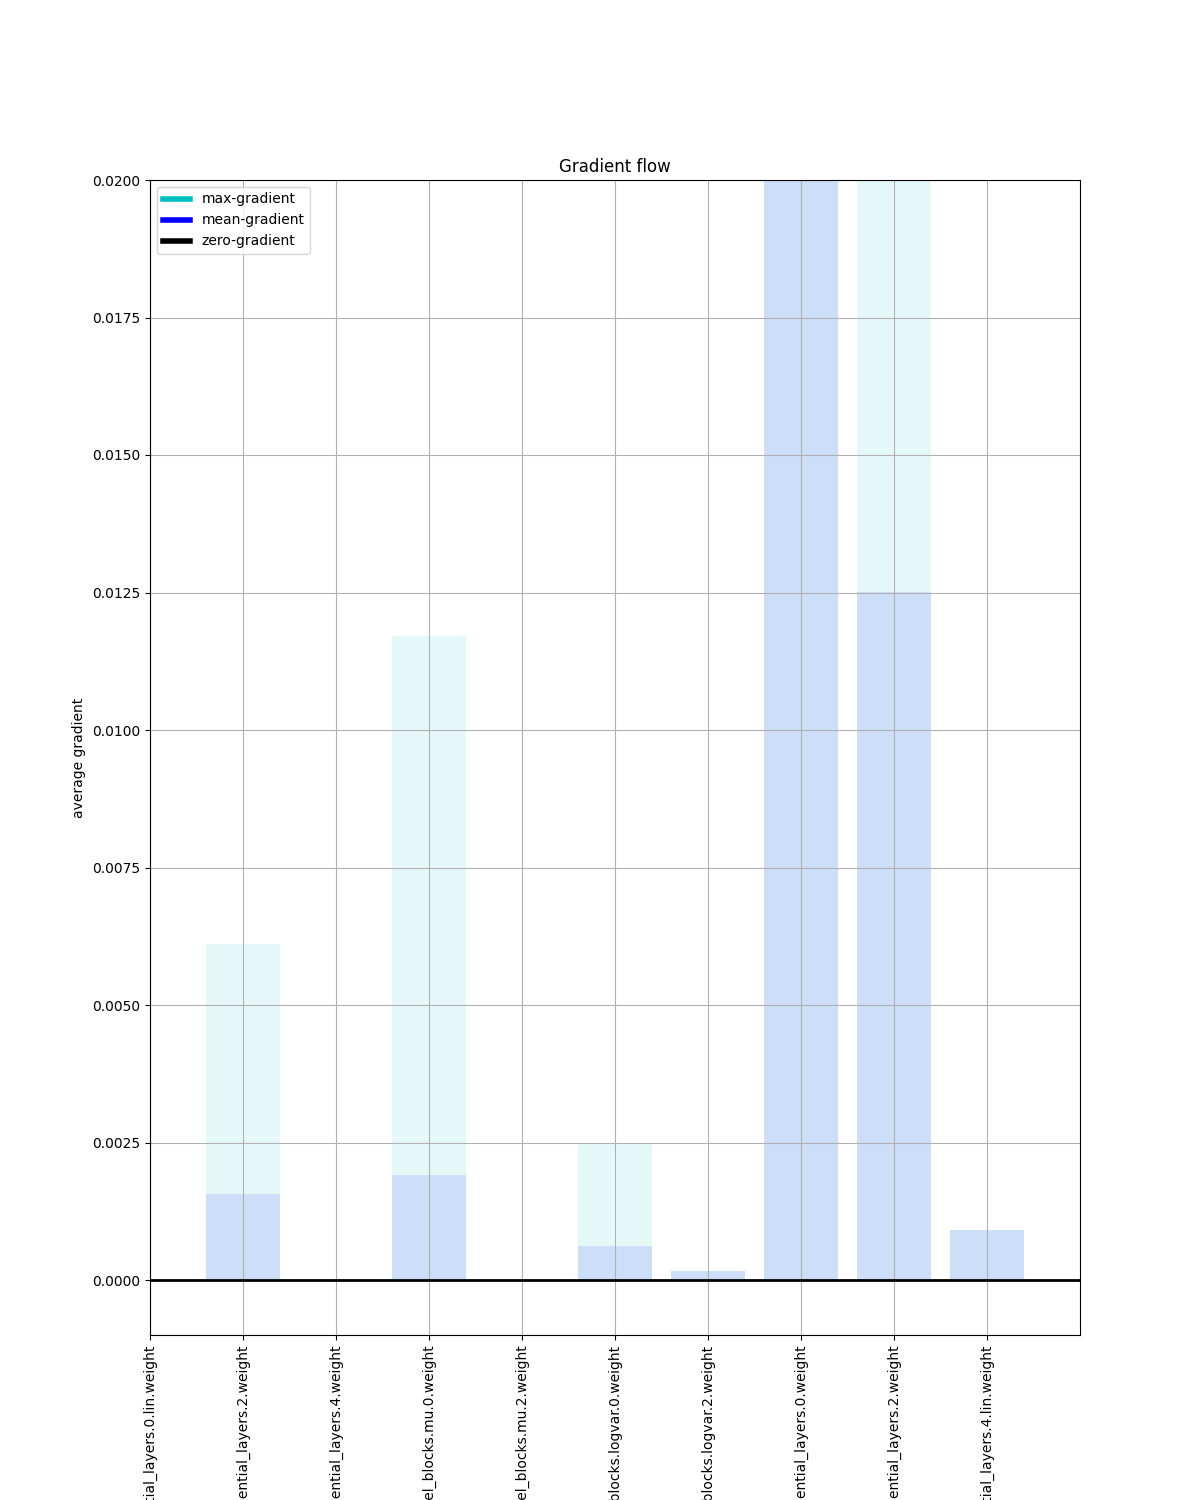 Gradient flow
max-gradient
mean-gradient
zero-gradient
0.0200
0.0175
0.0150
0.0125
0.0100
0.0075
0.0050
0.0025
0.0000
average gradient
tial_layers.0.lin.weight
ential_layers.2.weight
ential_layers.4.weight
el_blocks.mu.0.weight
el_blocks.mu.2.weight
blocks.logvar.0.weight
blocks.logvar.2.weight
ential_layers.0.weight
ential_layers.2.weight
tial_layers.4.lin.weight